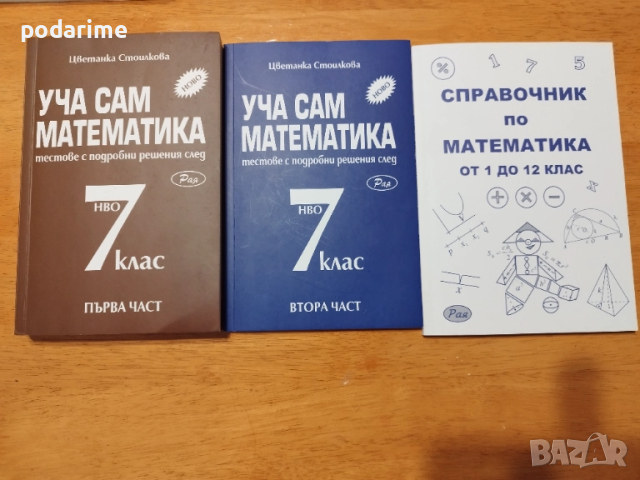 podarime
Цветанка Стоилкова
НОВО
УЧА САМ
МАТЕМАТИКА
тестове с подробни решения след
Рая
НВО
7
клас
ПЪРВА ЧАСТ
Цветанка Стоилкова
НОВО
УЧА САМ
МАТЕМАТИКА
тестове с подробни решения след
Рая
НВО
7
клас
ВТОРА ЧАСТ
% 1 7 5
СПРАВОЧНИК
по
МАТЕМАТИКА
ОТ 1 ДО 12 КЛАС
+ × −
x
Рая
BAZAR